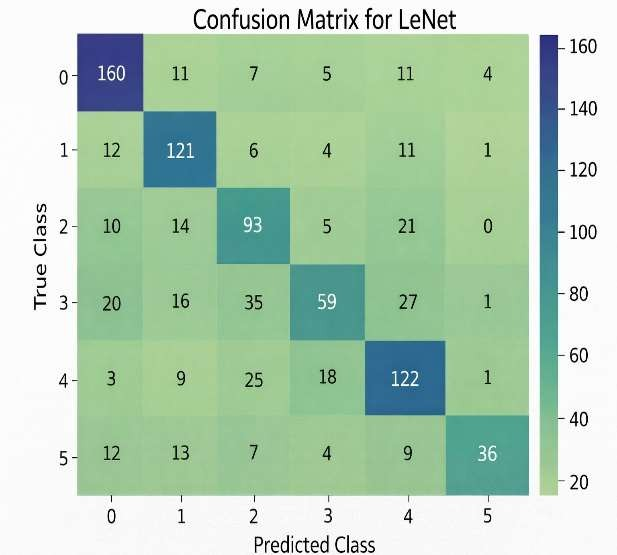 Confusion Matrix for LeNet
160
0 160 11 7 5 11 4
140
1 12 121 6 4 11 1
120
100
2 10 14 93 5 21 0
80
3 20 16 35 59 27 1
60
4 3 9 25 18 122 1
40
5 12 13 7 4 9 36
20
0 1 2 3 4 5
Predicted Class
True Class